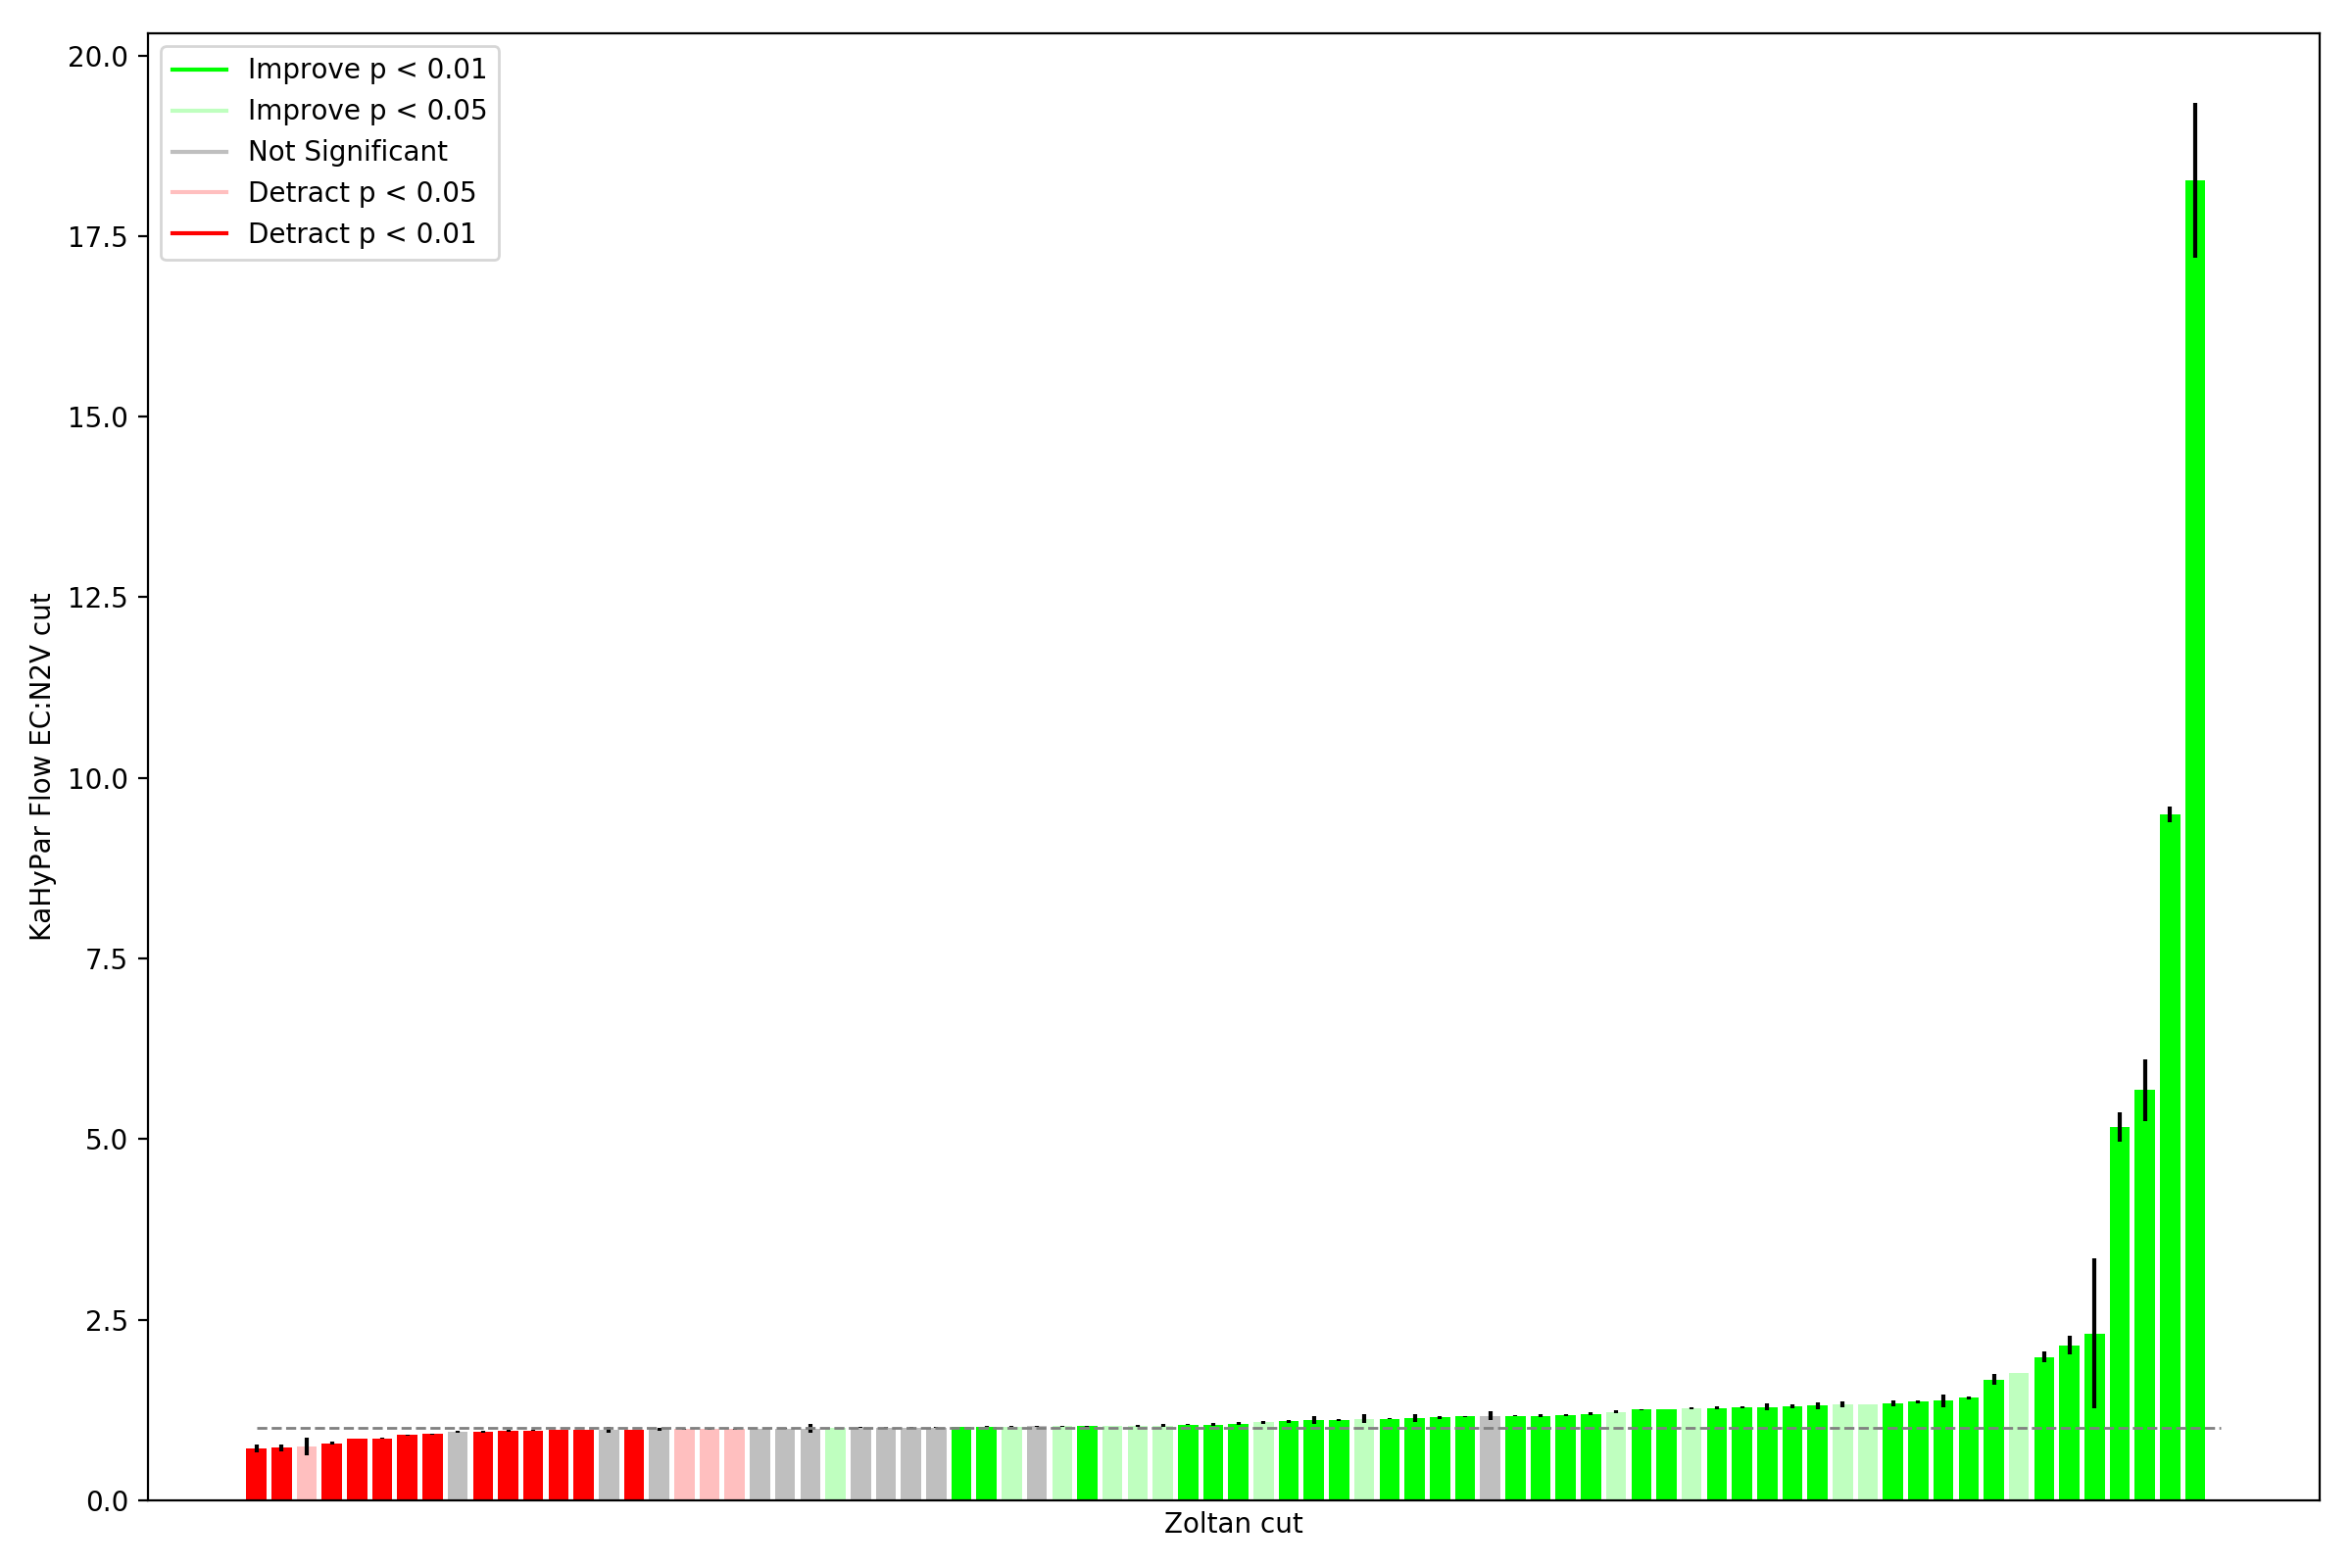 Improve p < 0.01
Improve p < 0.05
Not Significant
Detract p < 0.05
Detract p < 0.01
20.0
17.5
15.0
12.5
10.0
7.5
5.0
2.5
0.0
KaHyPar Flow EC:N2V cut
Zoltan cut